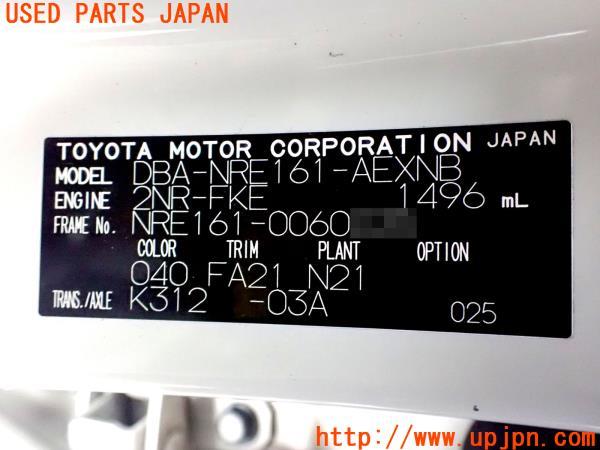 USED PARTS JAPAN
TOYOTA MOTOR CORPORATION JAPAN
MODEL DBA-NRE161-AEXNB
ENGINE 2NR-FKE 1496 mL
FRAME No. NRE161-0060
COLOR TRIM PLANT OPTION
040 FA21 N21
TRANS./AXLE K312 -03A 025
http://www.upjpn.com